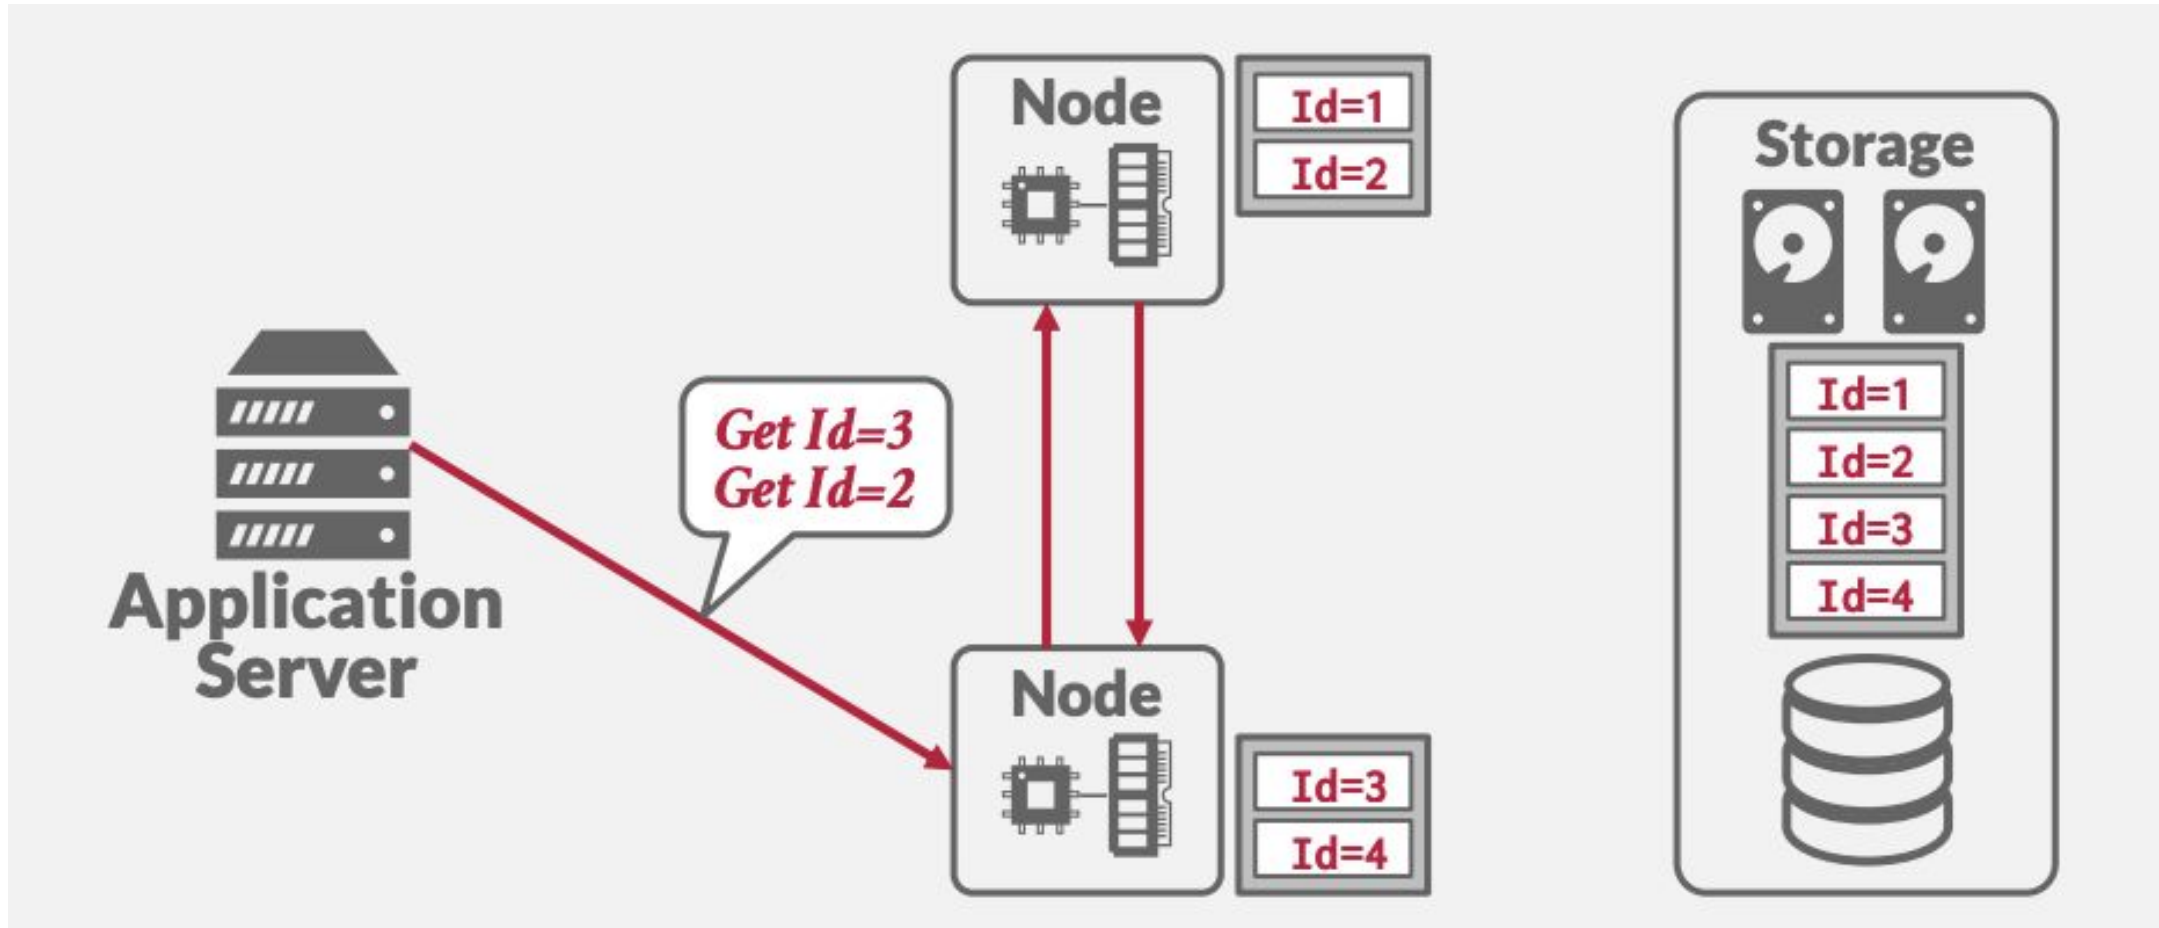 Node
Id=1
Id=2
Storage
Id=1
Id=2
Id=3
Id=4
Get Id=3
Get Id=2
Application
Server
Node
Id=3
Id=4